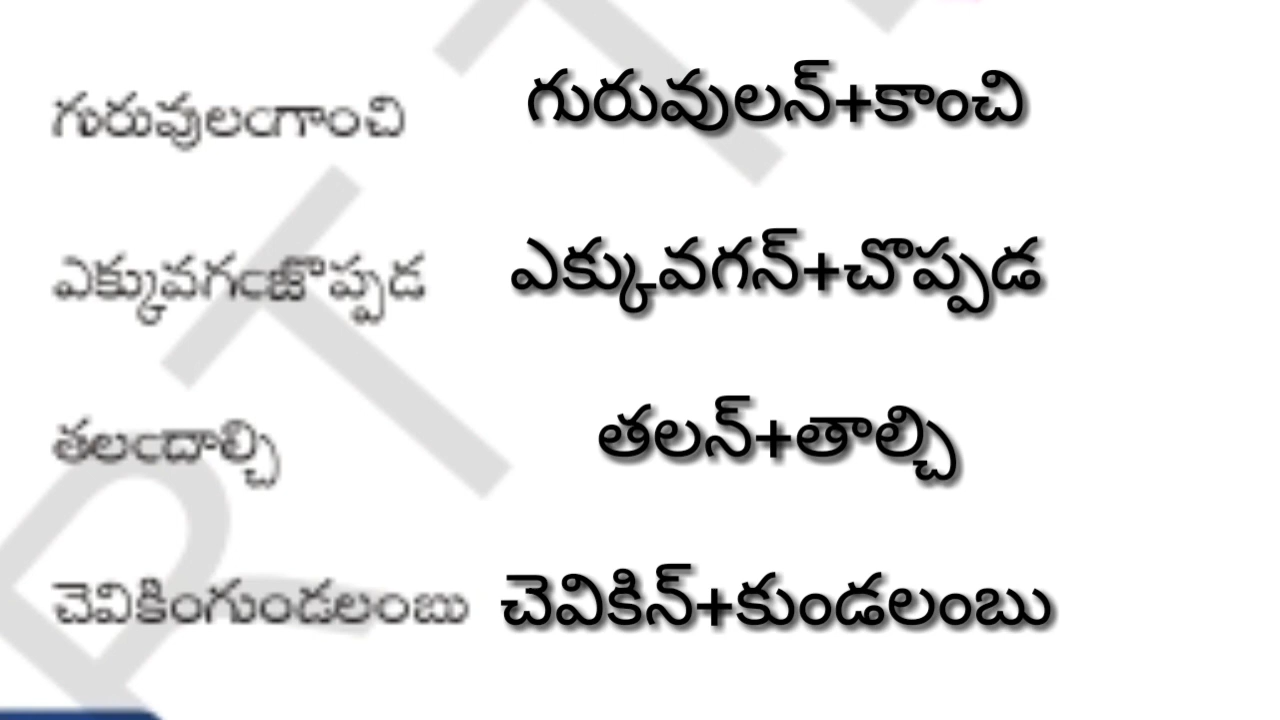 గురువులఁగాంచి గురువులన్+కాంచి
ఎక్కువగఁజొప్పడ ఎక్కువగన్+చొప్పడ
తలఁదాల్చి తలన్+తాల్చి
చెవికింగుండలంబు చెవికిన్+కుండలంబు